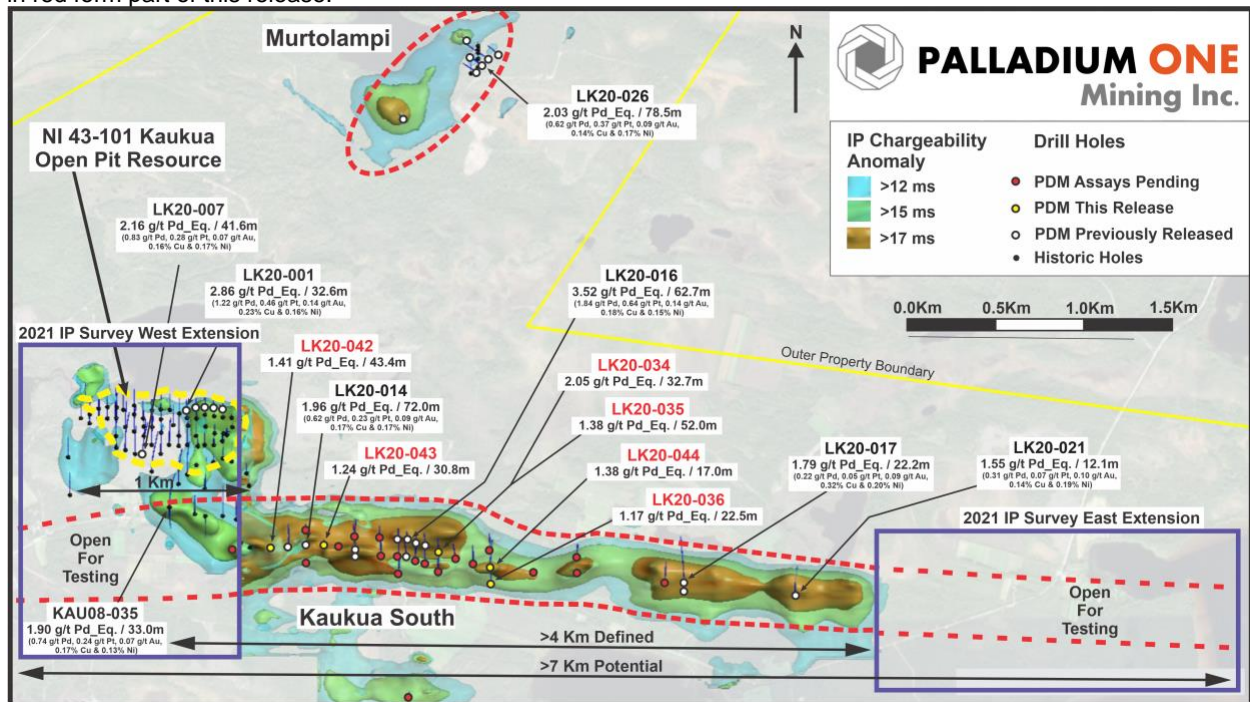 in red form part of this release.
Murtolampi
N
PALLADIUM ONE
Mining Inc.
LK20-026
2.03 g/t Pd_Eq. / 78.5m
(0.62 g/t Pd, 0.37 g/t Pt, 0.09 g/t Au,
0.14% Cu & 0.17% Ni)
IP Chargeability
Anomaly
>12 ms
>15 ms
>17 ms
Drill Holes
PDM Assays Pending
PDM This Release
PDM Previously Released
Historic Holes
0.0Km 0.5Km 1.0Km 1.5Km
NI 43-101 Kaukua
Open Pit Resource
LK20-007
2.16 g/t Pd_Eq. / 41.6m
(0.83 g/t Pd, 0.28 g/t Pt, 0.07 g/t Au,
0.16% Cu & 0.17% Ni)
LK20-001
2.86 g/t Pd_Eq. / 32.6m
(1.22 g/t Pd, 0.46 g/t Pt, 0.14 g/t Au,
0.23% Cu & 0.16% Ni)
LK20-016
3.52 g/t Pd_Eq. / 62.7m
(1.84 g/t Pd, 0.64 g/t Pt, 0.14 g/t Au,
0.18% Cu & 0.15% Ni)
2021 IP Survey West Extension
Outer Property Boundary
LK20-042
1.41 g/t Pd_Eq. / 43.4m
LK20-034
2.05 g/t Pd_Eq. / 32.7m
LK20-014
1.96 g/t Pd_Eq. / 72.0m
(0.62 g/t Pd, 0.23 g/t Pt, 0.09 g/t Au,
0.17% Cu & 0.17% Ni)
LK20-035
1.38 g/t Pd_Eq. / 52.0m
LK20-043
1.24 g/t Pd_Eq. / 30.8m
LK20-044
1.38 g/t Pd_Eq. / 17.0m
LK20-017
1.79 g/t Pd_Eq. / 22.2m
(0.22 g/t Pd, 0.05 g/t Pt, 0.09 g/t Au,
0.32% Cu & 0.20% Ni)
LK20-021
1.55 g/t Pd_Eq. / 12.1m
(0.31 g/t Pd, 0.07 g/t Pt, 0.10 g/t Au,
0.14% Cu & 0.19% Ni)
1 Km
LK20-036
1.17 g/t Pd_Eq. / 22.5m
2021 IP Survey East Extension
Open
For
Testing
Open
For
Testing
KAU08-035
1.90 g/t Pd_Eq. / 33.0m
(0.74 g/t Pd, 0.24 g/t Pt, 0.07 g/t Au,
0.17% Cu & 0.13% Ni)
Kaukua South
>4 Km Defined
>7 Km Potential